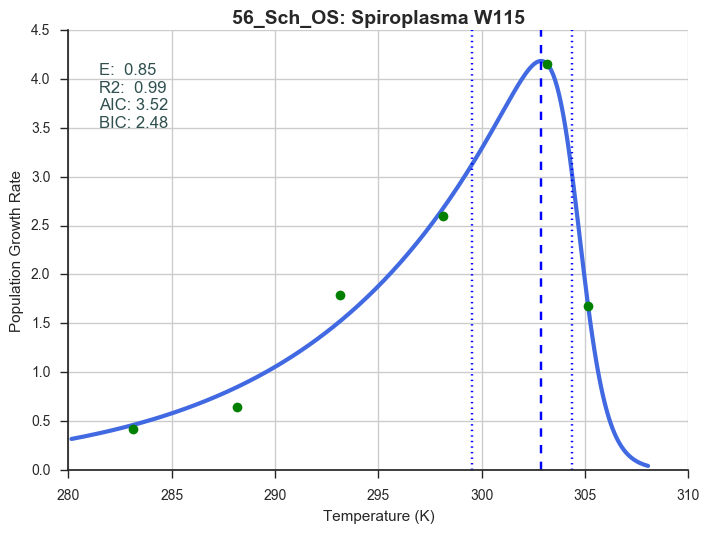 56_Sch_OS: Spiroplasma W115
E:  0.85
R2:  0.99
AIC: 3.52
BIC: 2.48
Population Growth Rate
4.5
4.0
3.5
3.0
2.5
2.0
1.5
1.0
0.5
0.0
280
285
290
295
300
305
310
Temperature (K)